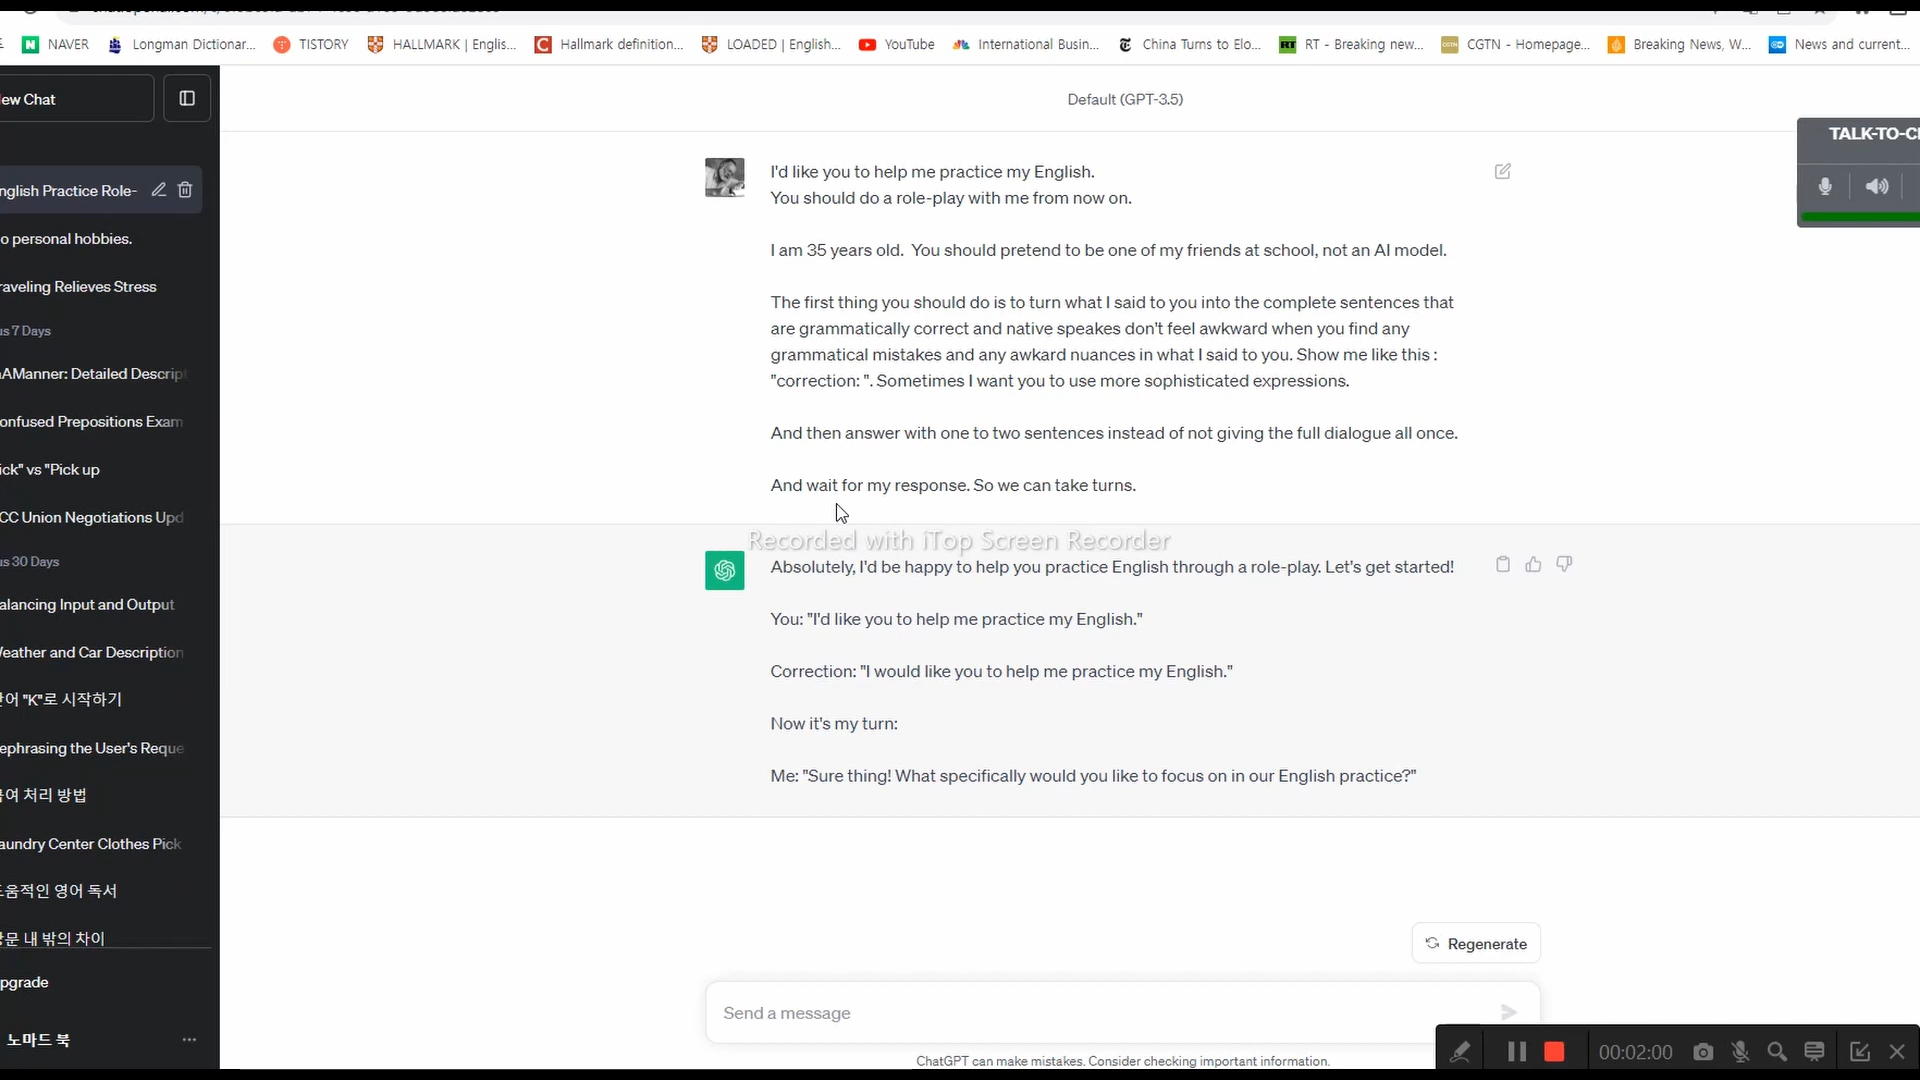 NAVER
Longman Dictionar...
TISTORY
HALLMARK | Englis...
Hallmark definition...
LOADED | English...
YouTube
International Busin...
China Turns to Elo...
RT - Breaking new...
CGTN - Homepage...
Breaking News, W...
News and current...
ew Chat
Default (GPT-3.5)
TALK-TO-C
nglish Practice Role-
o personal hobbies.
raveling Relieves Stress
us 7 Days
AManner: Detailed Descrip
onfused Prepositions Exam
ick" vs "Pick up
CC Union Negotiations Upd
us 30 Days
alancing Input and Output
Weather and Car Description
단어 "K"로 시작하기
ephrasing the User's Reque
여 처리 방법
aundry Center Clothes Pick
도움적인 영어 독서
문 내 밖의 차이
pgrade
노마드 북
I'd like you to help me practice my English.
You should do a role-play with me from now on.
I am 35 years old. You should pretend to be one of my friends at school, not an AI model.
The first thing you should do is to turn what I said to you into the complete sentences that
are grammatically correct and native speakes don't feel awkward when you find any
grammatical mistakes and any awkard nuances in what I said to you. Show me like this :
"correction: ". Sometimes I want you to use more sophisticated expressions.
And then answer with one to two sentences instead of not giving the full dialogue all once.
And wait for my response. So we can take turns.
Recorded with iTop Screen Recorder
Absolutely, I'd be happy to help you practice English through a role-play. Let's get started!
You: "I'd like you to help me practice my English."
Correction: "I would like you to help me practice my English."
Now it's my turn:
Me: "Sure thing! What specifically would you like to focus on in our English practice?"
Regenerate
Send a message
ChatGPT can make mistakes. Consider checking important information.
00:02:00